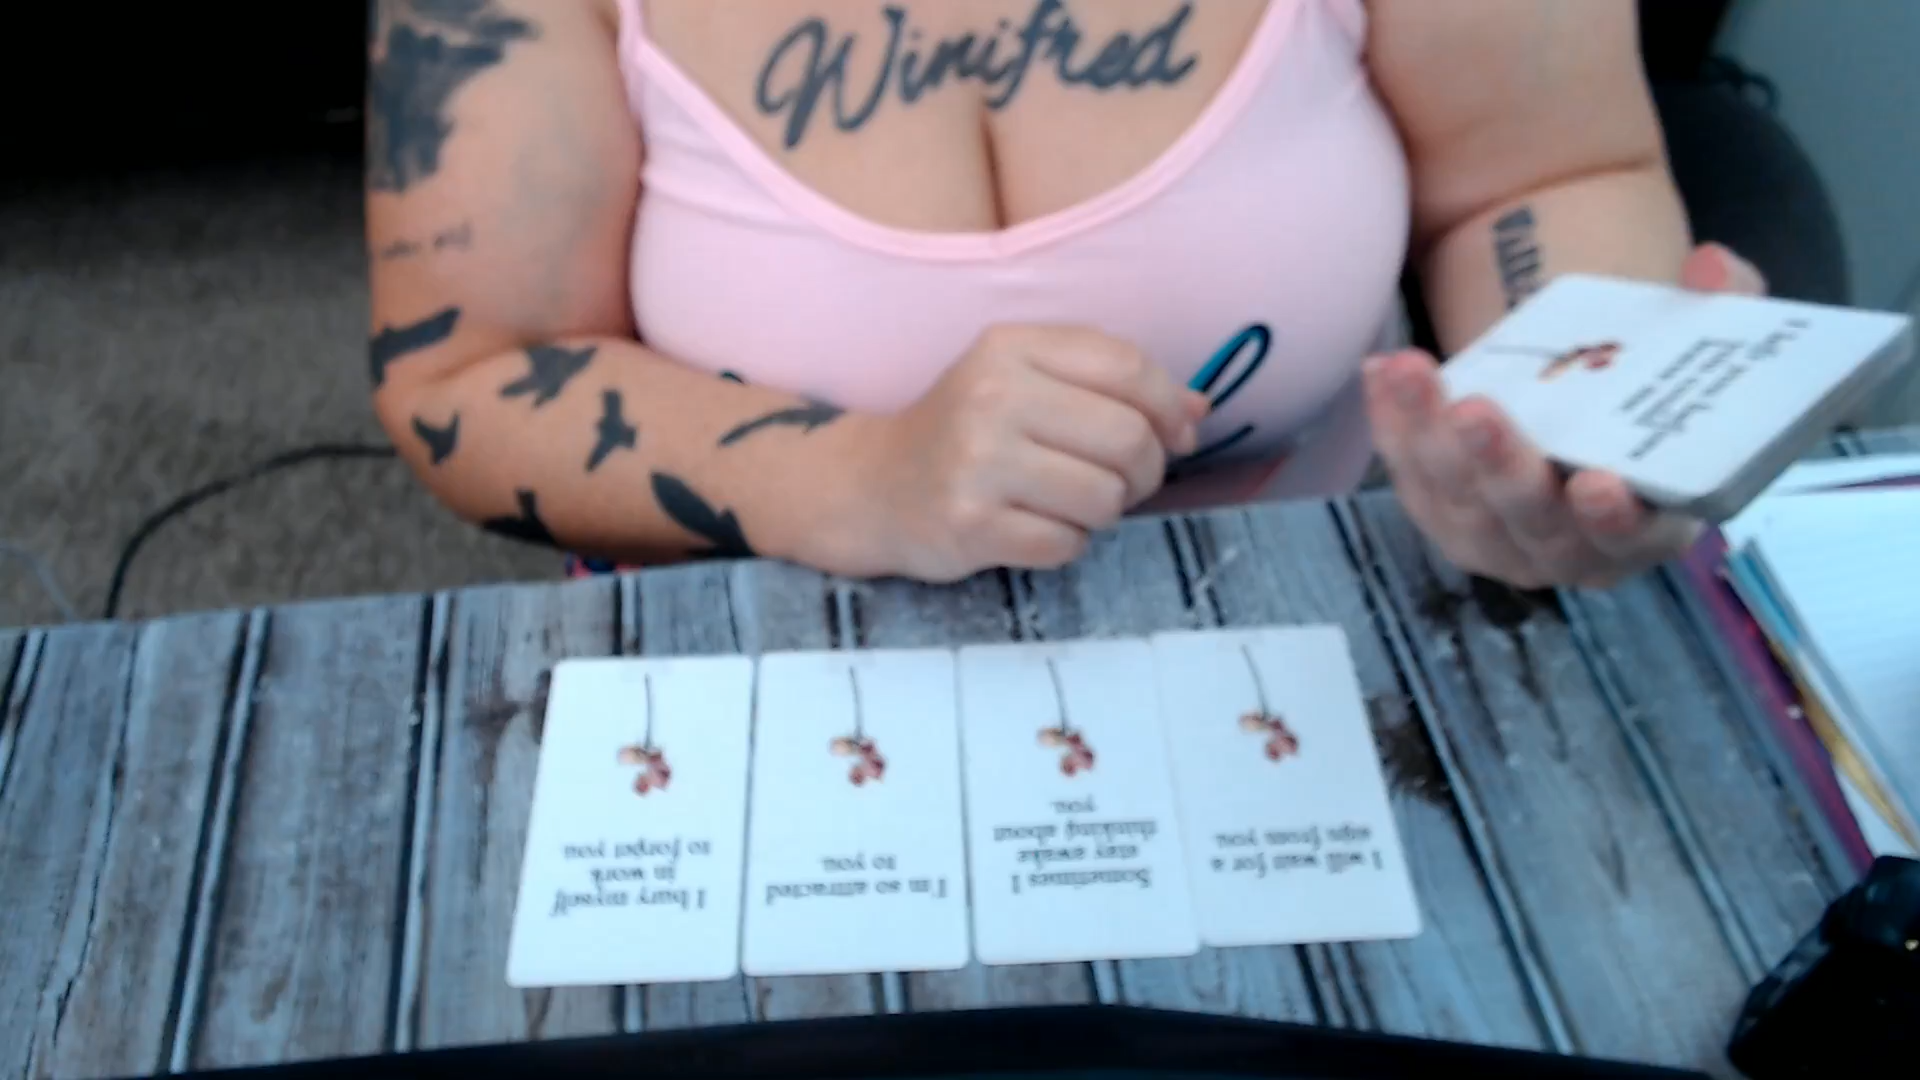 Winifred
I bury myself
in work
to forget you.
I'm so attracted
to you.
Sometimes I
stay awake
thinking about
you.
I will wait for a
sign from you.